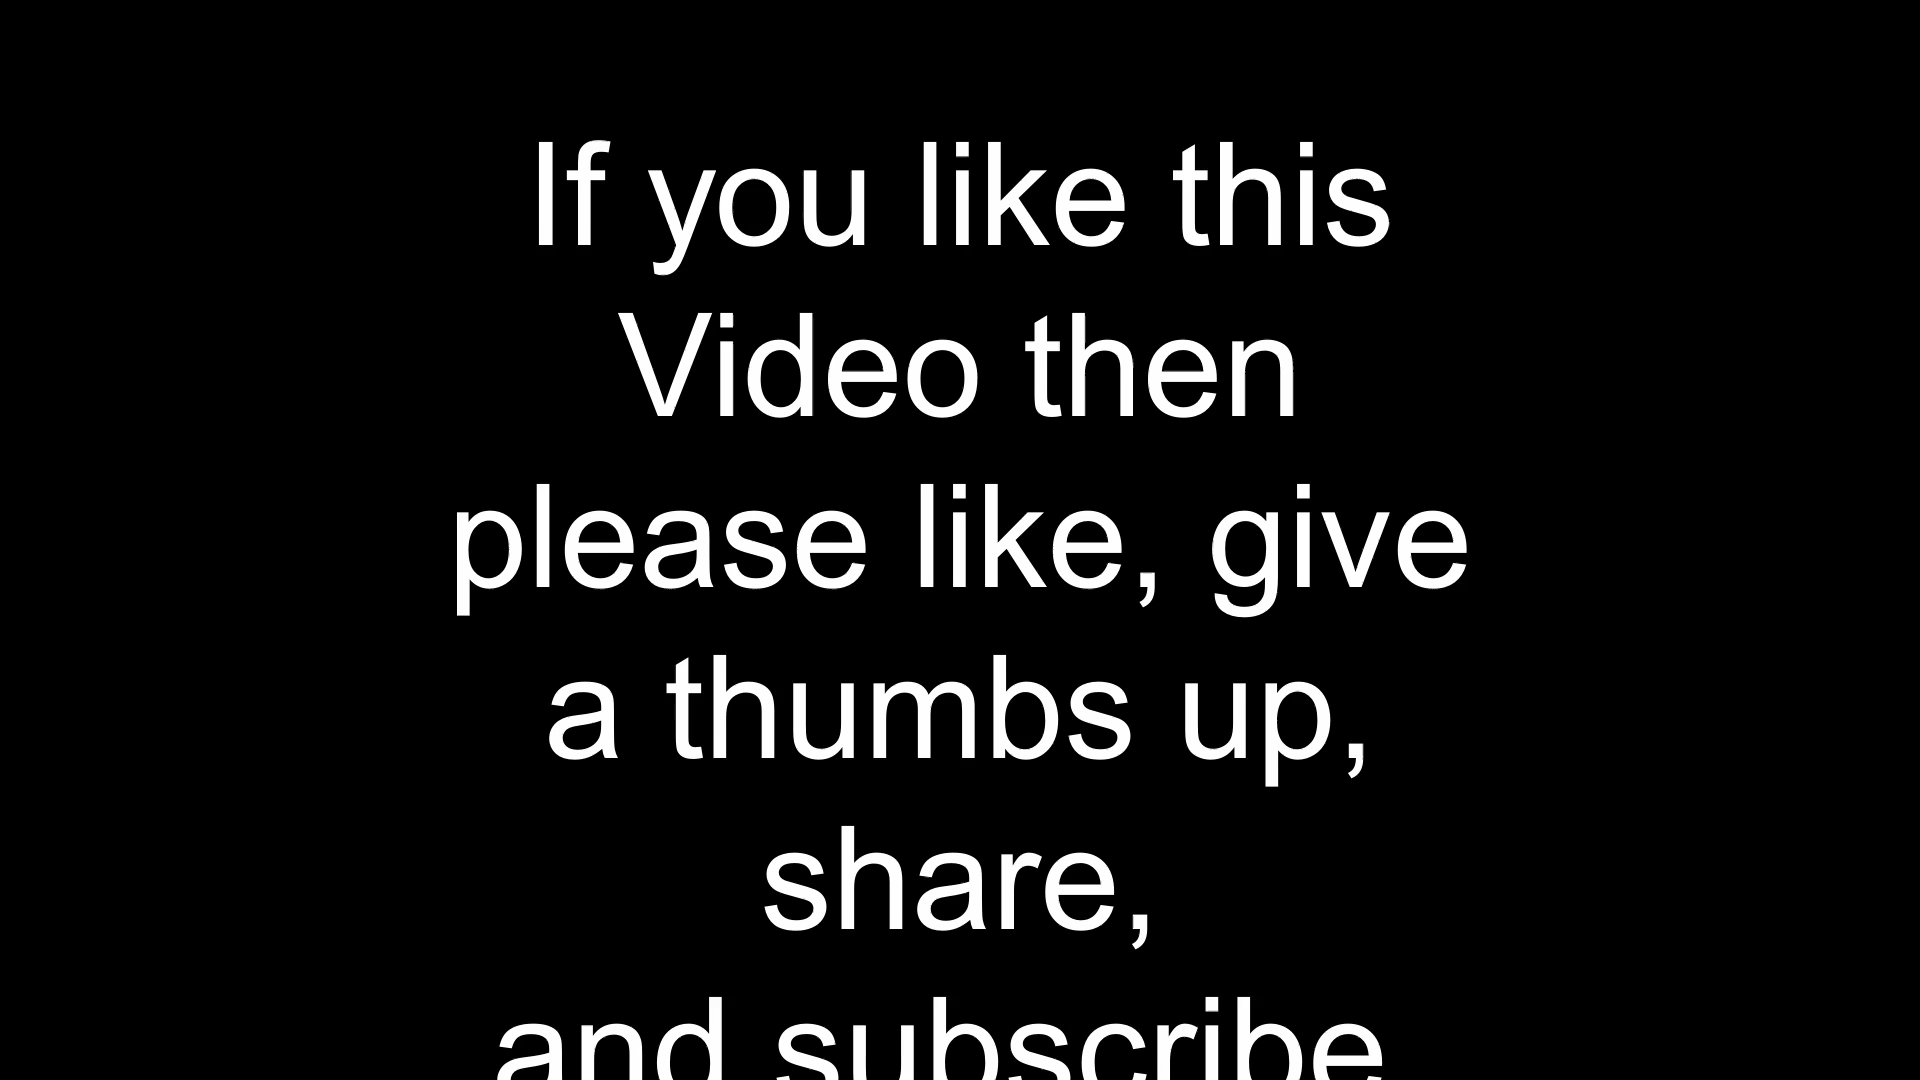 If you like this
Video then
please like, give
a thumbs up,
share,
and subscribe